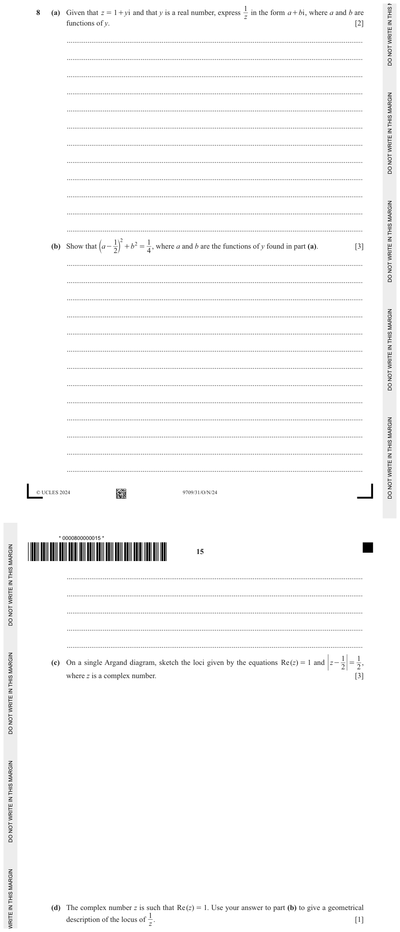 8 (a) Given that z = 1 + yi and that y is a real number, express 1/z in the form a + bi, where a and b are
functions of y. [2]
(b) Show that (a − 1/2)² + b² = 1/4, where a and b are the functions of y found in part (a). [3]
© UCLES 2024 9709/31/O/N/24
DO NOT WRITE IN THIS M
DO NOT WRITE IN THIS MARGIN
DO NOT WRITE IN THIS MARGIN
DO NOT WRITE IN THIS MARGIN
DO NOT WRITE IN THIS MARGIN
* 0000800000015 *
15
(c) On a single Argand diagram, sketch the loci given by the equations Re(z) = 1 and |z − 1/2| = 1/2,
where z is a complex number. [3]
(d) The complex number z is such that Re(z) = 1. Use your answer to part (b) to give a geometrical
description of the locus of 1/z. [1]
DO NOT WRITE IN THIS MARGIN
DO NOT WRITE IN THIS MARGIN
DO NOT WRITE IN THIS MARGIN
WRITE IN THIS MARGIN